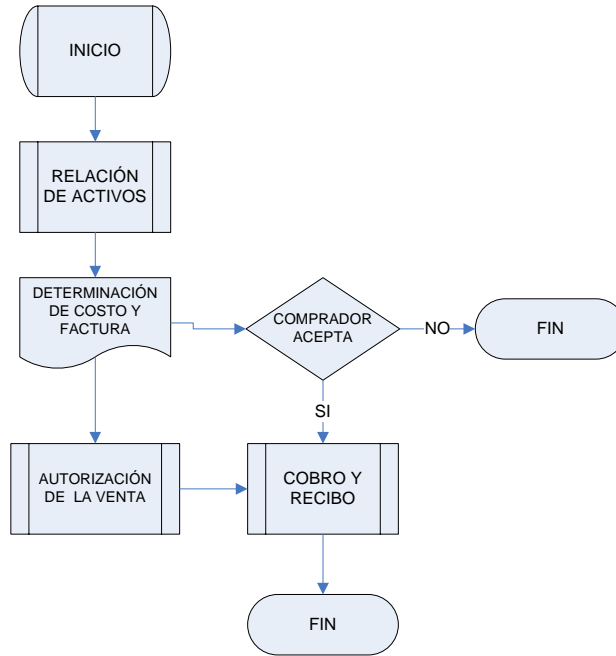 INICIO
RELACIÓN
DE ACTIVOS
DETERMINACIÓN
DE COSTO Y
FACTURA
COMPRADOR
ACEPTA
NO
FIN
SI
AUTORIZACIÓN
DE LA VENTA
COBRO Y
RECIBO
FIN